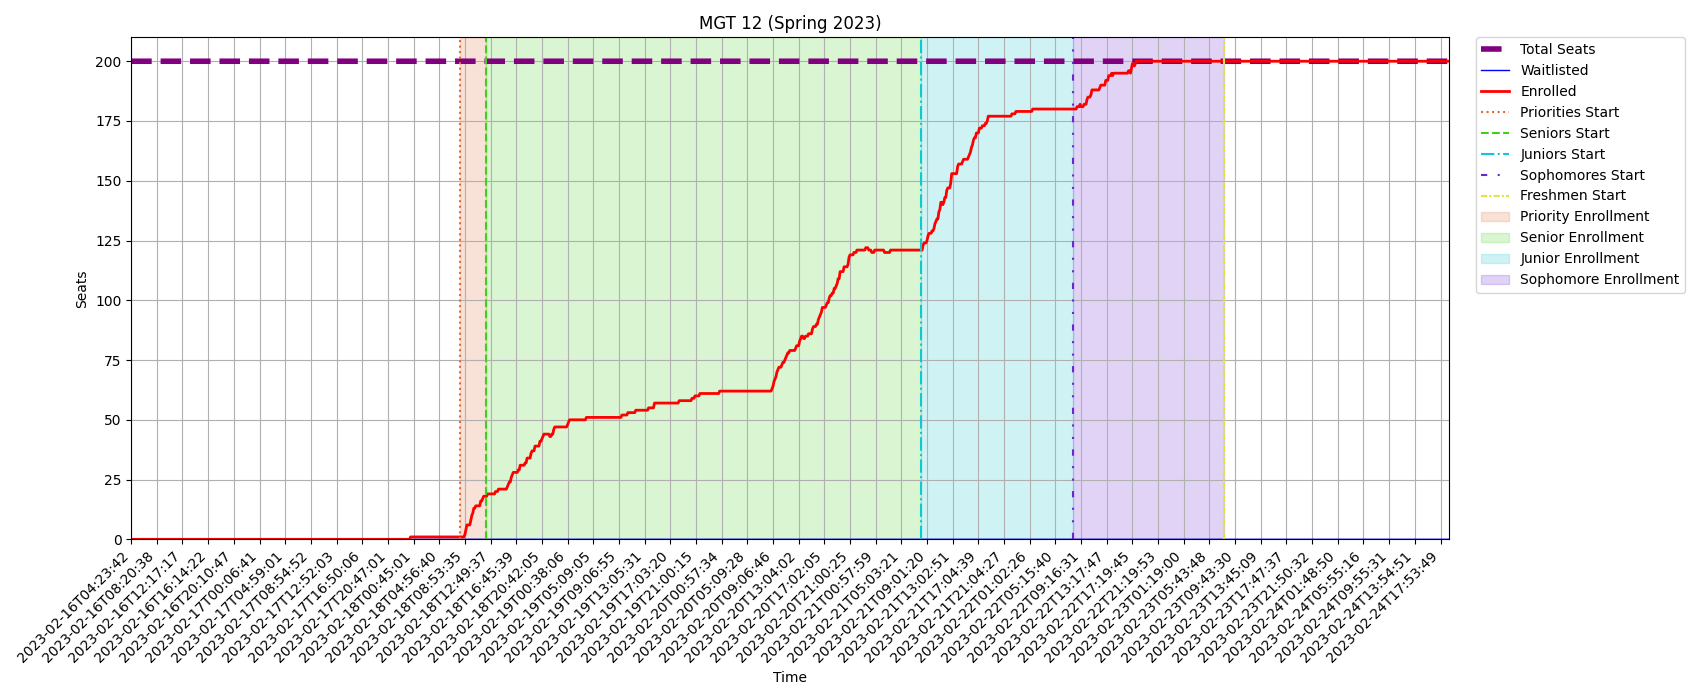 MGT 12 (Spring 2023)
Seats
200
175
150
125
100
75
50
25
0
2023-02-16T04:23:42
2023-02-16T08:20:38
2023-02-16T12:17:17
2023-02-16T16:14:22
2023-02-16T20:10:47
2023-02-17T00:06:41
2023-02-17T04:59:01
2023-02-17T08:54:52
2023-02-17T12:52:03
2023-02-17T16:50:06
2023-02-17T20:47:01
2023-02-18T00:45:01
2023-02-18T04:56:40
2023-02-18T08:53:35
2023-02-18T12:49:37
2023-02-18T16:45:39
2023-02-18T20:42:05
2023-02-19T00:38:06
2023-02-19T05:09:05
2023-02-19T09:06:55
2023-02-19T13:05:31
2023-02-19T17:03:20
2023-02-19T21:00:15
2023-02-20T00:57:34
2023-02-20T05:09:28
2023-02-20T09:06:46
2023-02-20T13:04:02
2023-02-20T17:02:05
2023-02-20T21:00:25
2023-02-21T00:57:59
2023-02-21T05:03:21
2023-02-21T09:01:20
2023-02-21T13:02:51
2023-02-21T17:04:39
2023-02-21T21:04:27
2023-02-22T01:02:26
2023-02-22T05:15:40
2023-02-22T09:16:31
2023-02-22T13:17:47
2023-02-22T17:19:45
2023-02-22T21:19:53
2023-02-23T01:19:00
2023-02-23T05:43:48
2023-02-23T09:43:30
2023-02-23T13:45:09
2023-02-23T17:47:37
2023-02-23T21:50:32
2023-02-24T01:48:50
2023-02-24T05:55:16
2023-02-24T09:55:31
2023-02-24T13:54:51
2023-02-24T17:53:49
Time
Total Seats
Waitlisted
Enrolled
Priorities Start
Seniors Start
Juniors Start
Sophomores Start
Freshmen Start
Priority Enrollment
Senior Enrollment
Junior Enrollment
Sophomore Enrollment